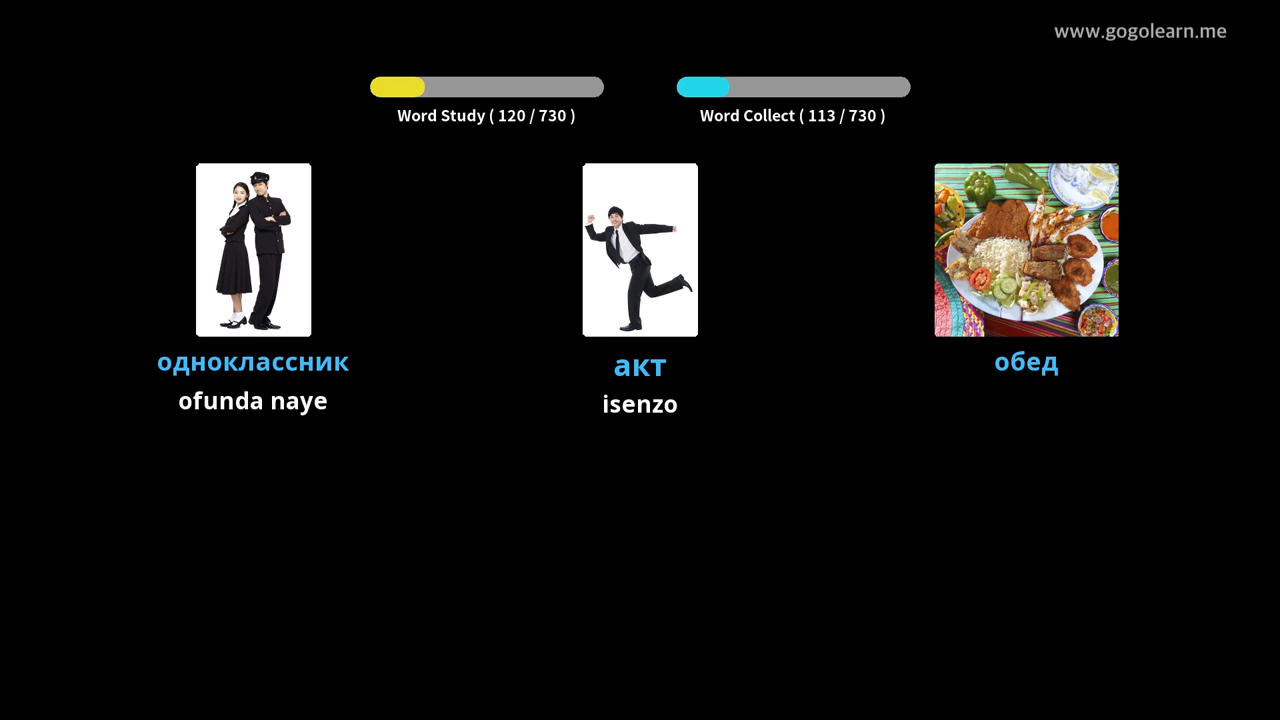 www.gogolearn.me
Word Study ( 120 / 730 )
Word Collect ( 113 / 730 )
одноклассник
ofunda naye
акт
isenzo
обед